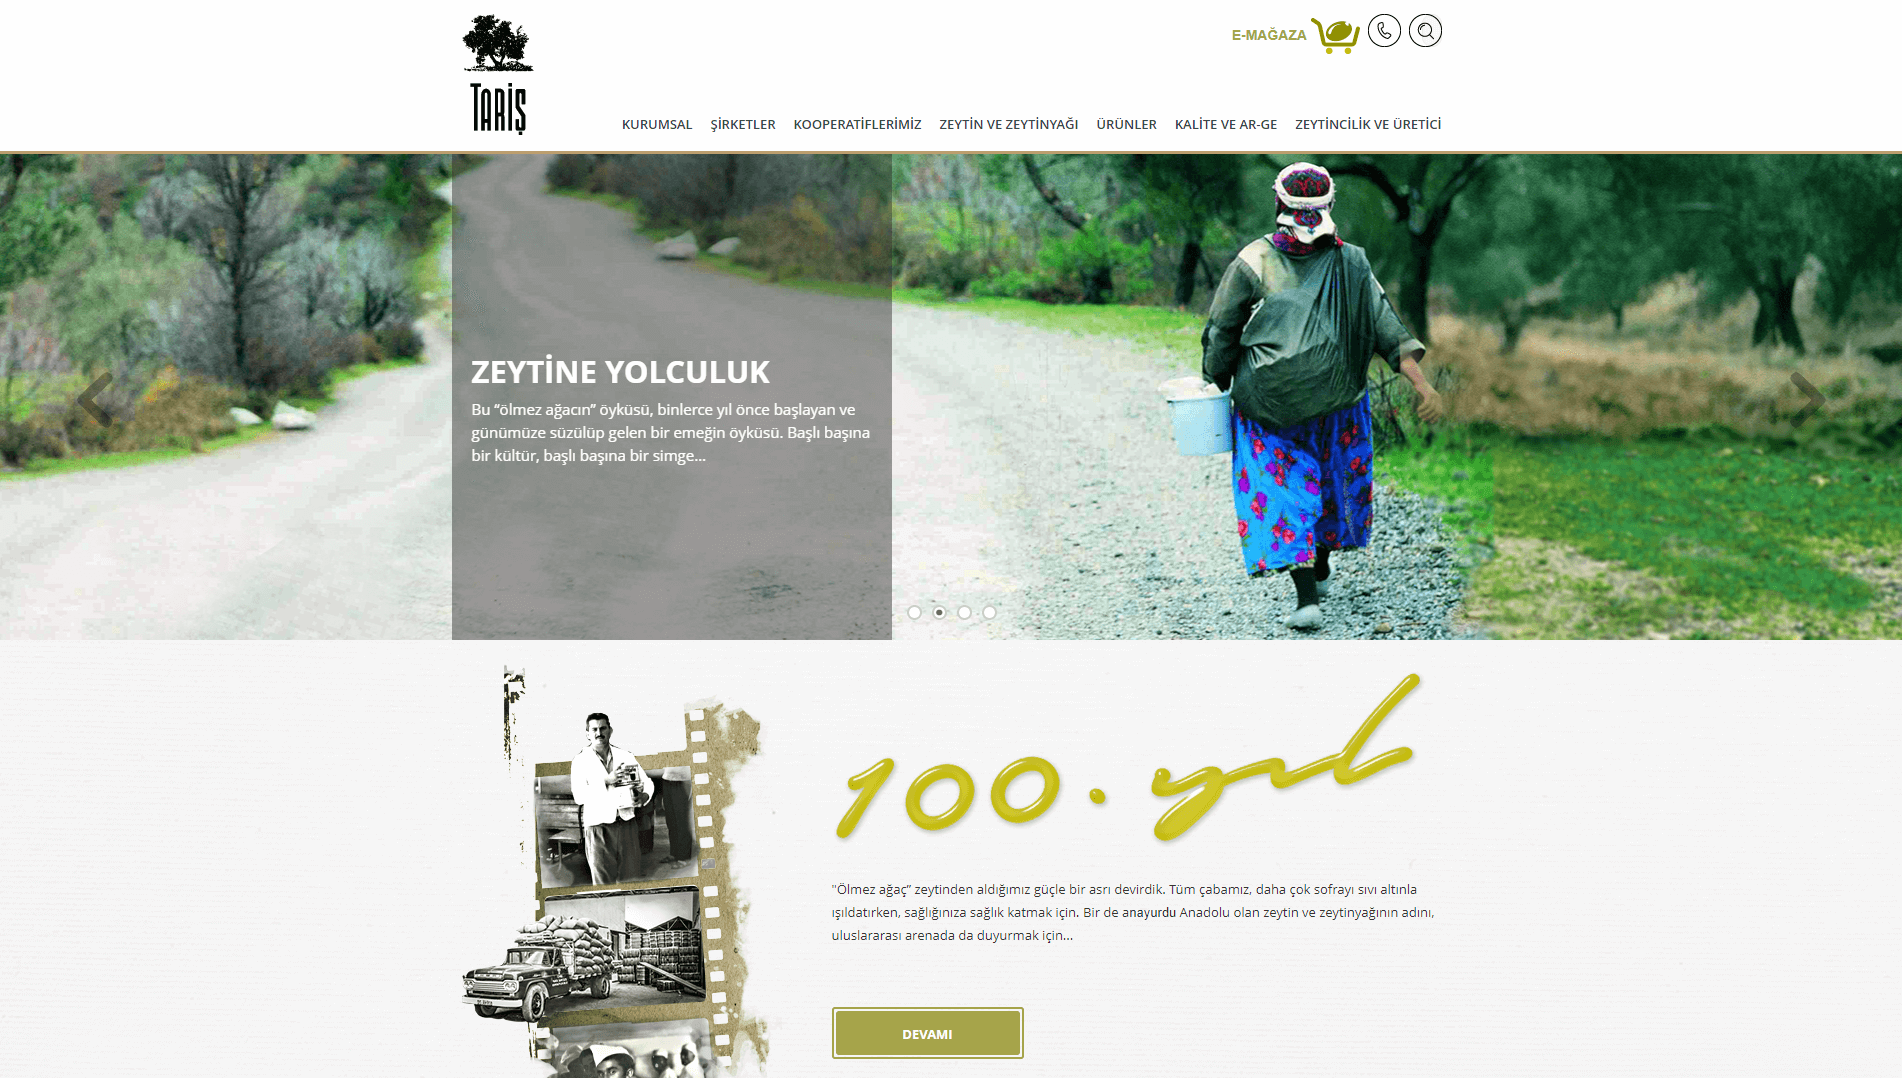 TARİŞ
E-MAĞAZA
KURUMSAL ŞİRKETLER KOOPERATİFLERİMİZ ZEYTİN VE ZEYTİNYAĞI ÜRÜNLER KALİTE VE AR-GE ZEYTİNCİLİK VE ÜRETİCİ
ZEYTİNE YOLCULUK
Bu “ölmez ağacın” öyküsü, binlerce yıl önce başlayan ve
günümüze süzülüp gelen bir emeğin öyküsü. Başlı başına
bir kültür, başlı başına bir simge...
100. yıl
"Ölmez ağaç” zeytinden aldığımız güçle bir asrı devirdik. Tüm çabamız, daha çok sofrayı sıvı altınla
ışıldatırken, sağlığınıza sağlık katmak için. Bir de anayurdu Anadolu olan zeytin ve zeytinyağının adını,
uluslararası arenada da duyurmak için...
DEVAMI